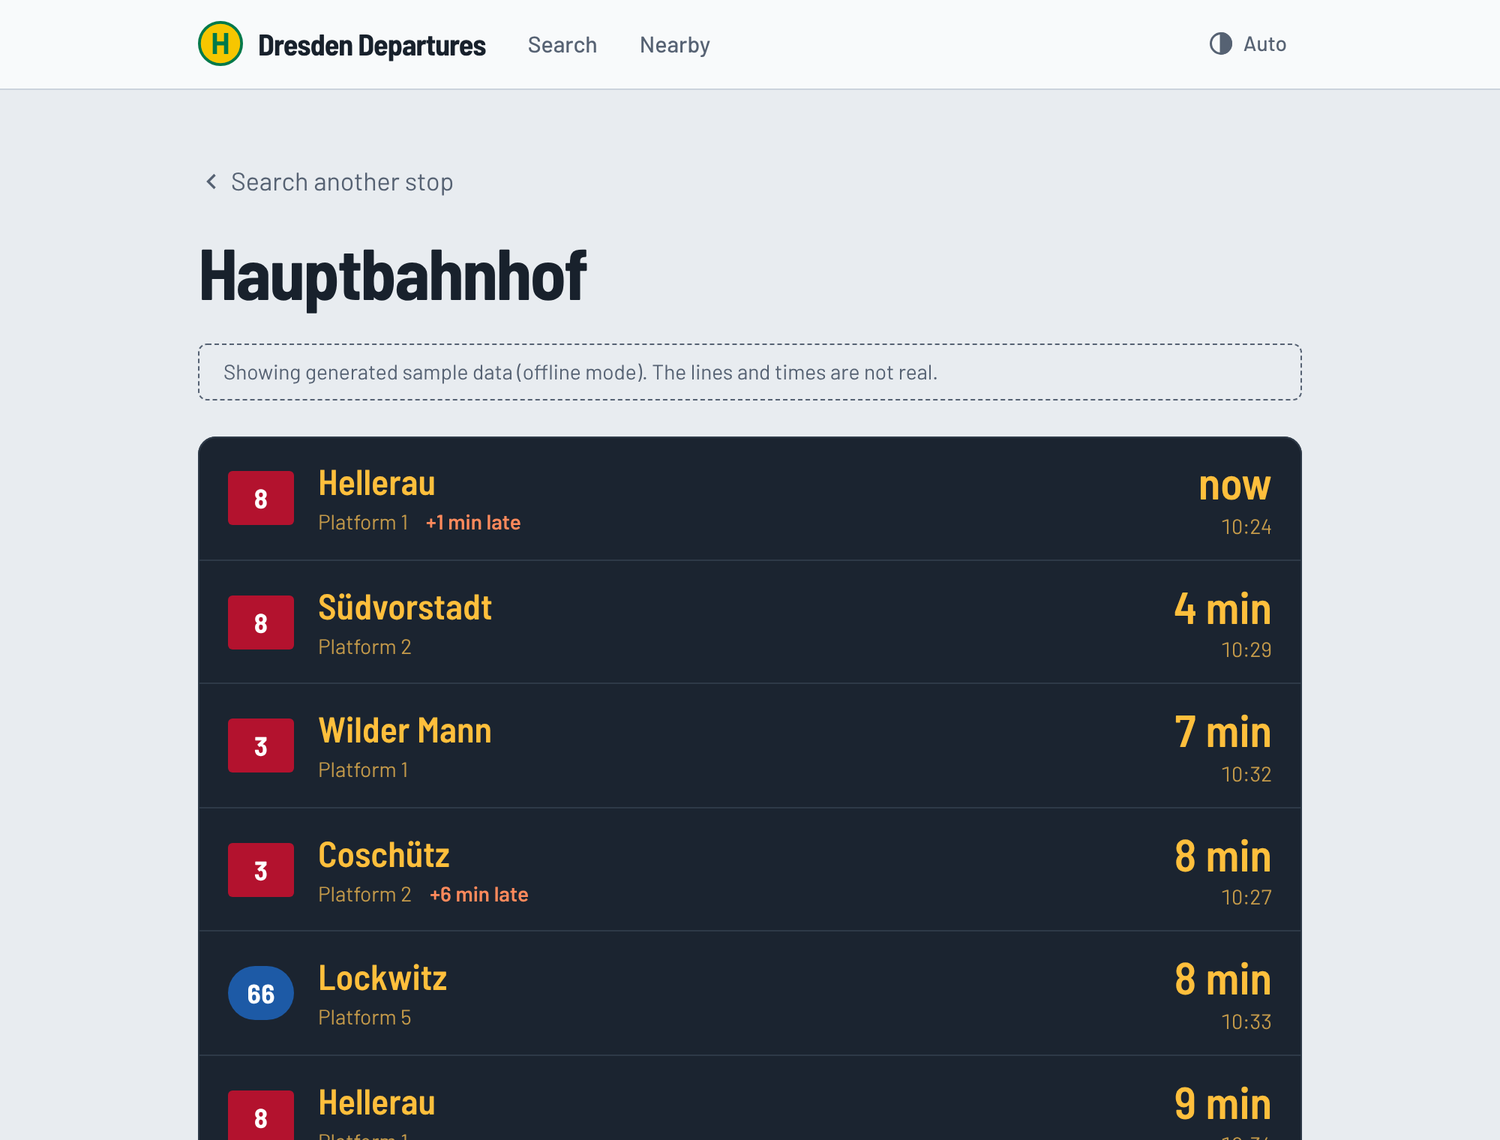 H Dresden Departures Search Nearby Auto
Search another stop
Hauptbahnhof
Showing generated sample data (offline mode). The lines and times are not real.
8 Hellerau now
Platform 1 +1 min late 10:24
8 Südvorstadt 4 min
Platform 2 10:29
3 Wilder Mann 7 min
Platform 1 10:32
3 Coschütz 8 min
Platform 2 +6 min late 10:27
66 Lockwitz 8 min
Platform 5 10:33
8 Hellerau 9 min